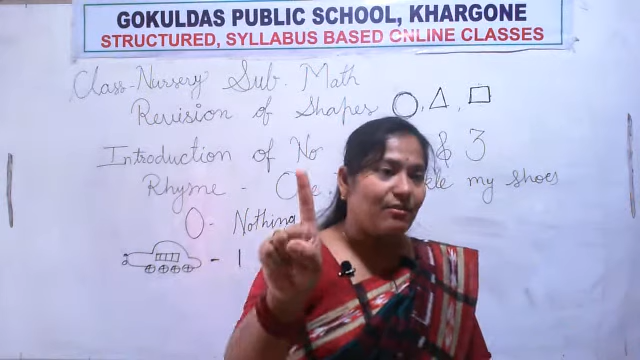 GOKULDAS PUBLIC SCHOOL, KHARGONE
STRUCTURED, SYLLABUS BASED ONLINE CLASSES
Class-Nursery Sub. Math
Revision of Shapes
Introduction of No & 3
Rhyme - One my shoes
0 - Nothing
- 1